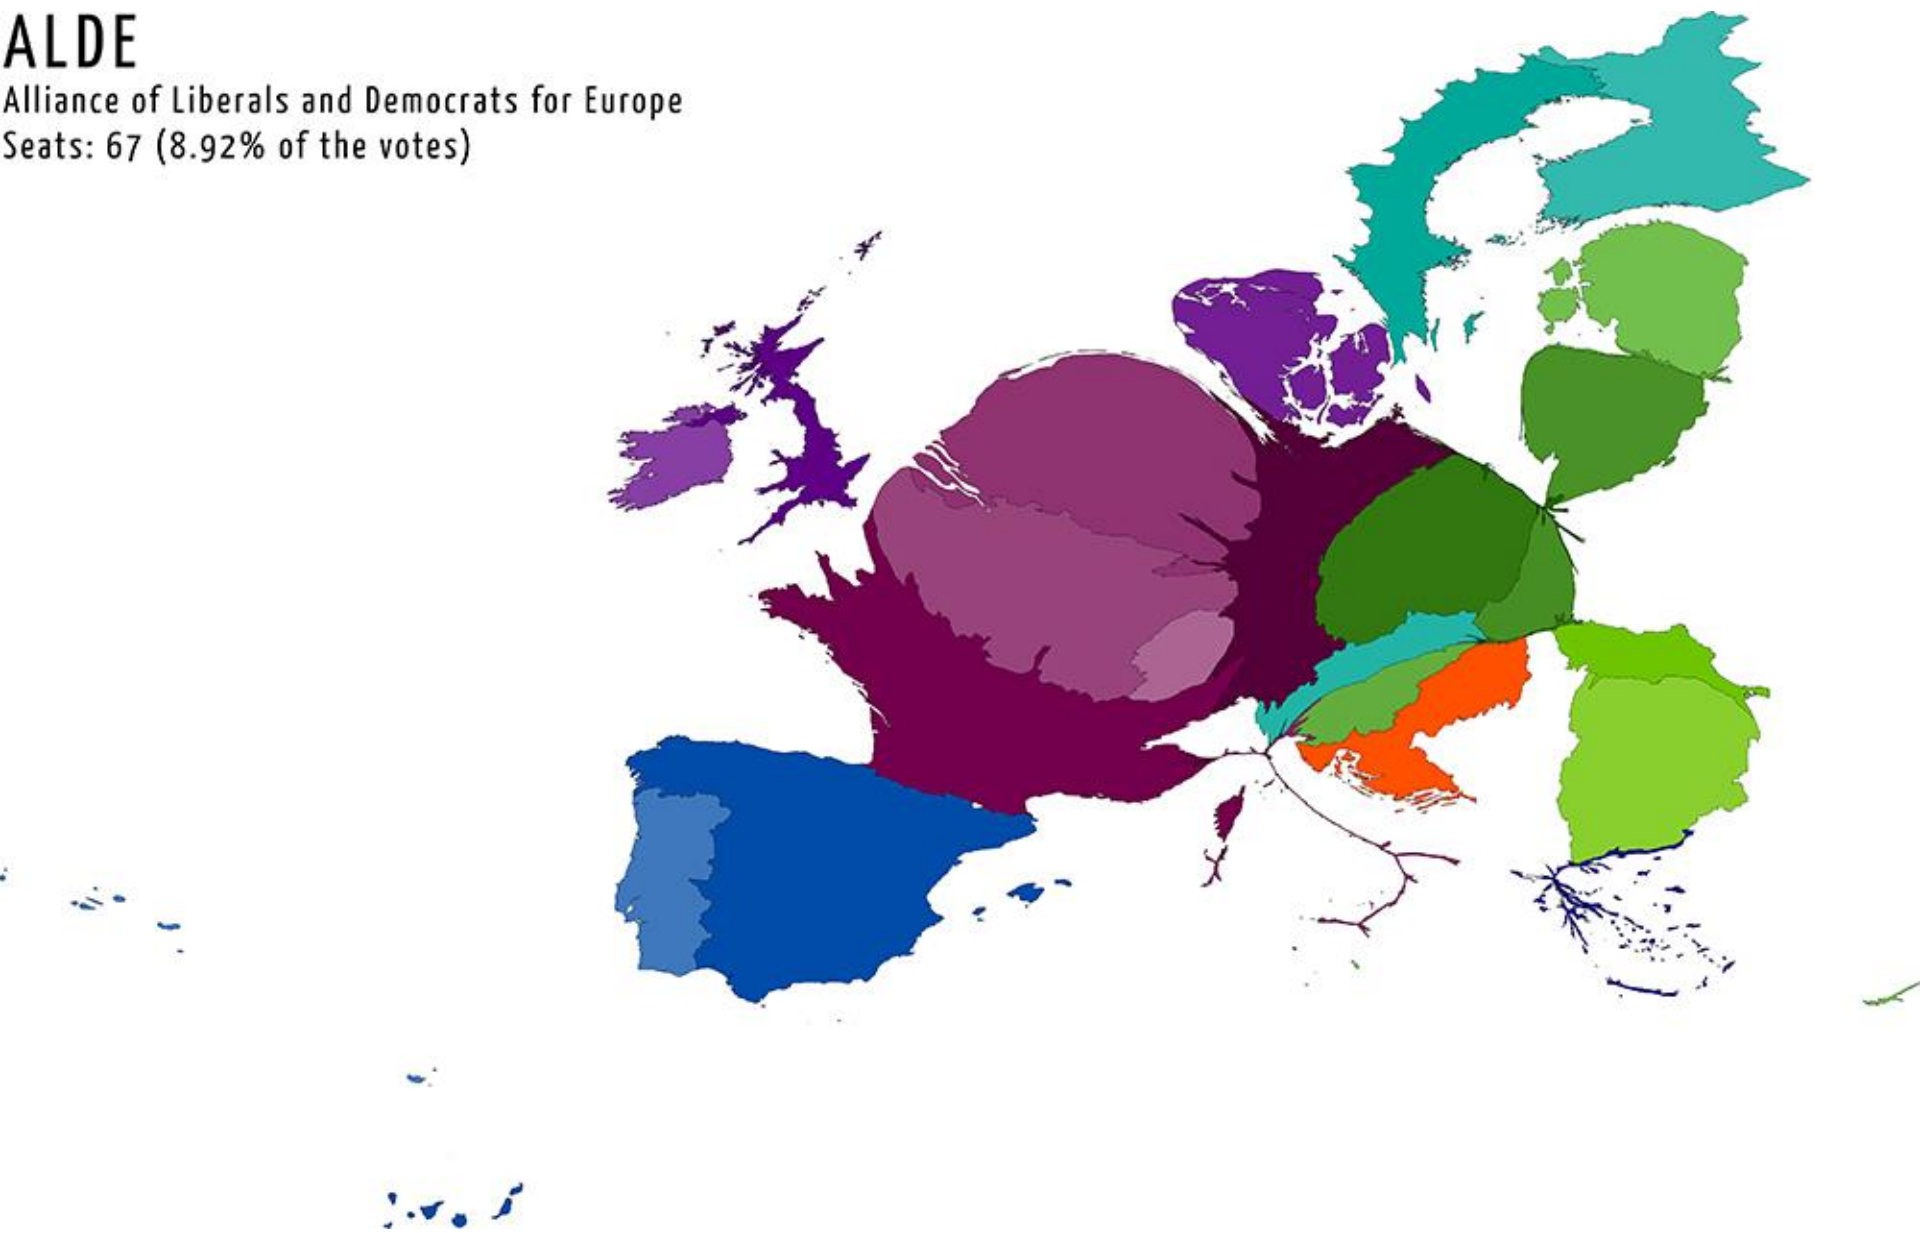 ALDE
Alliance of Liberals and Democrats for Europe
Seats: 67 (8.92% of the votes)